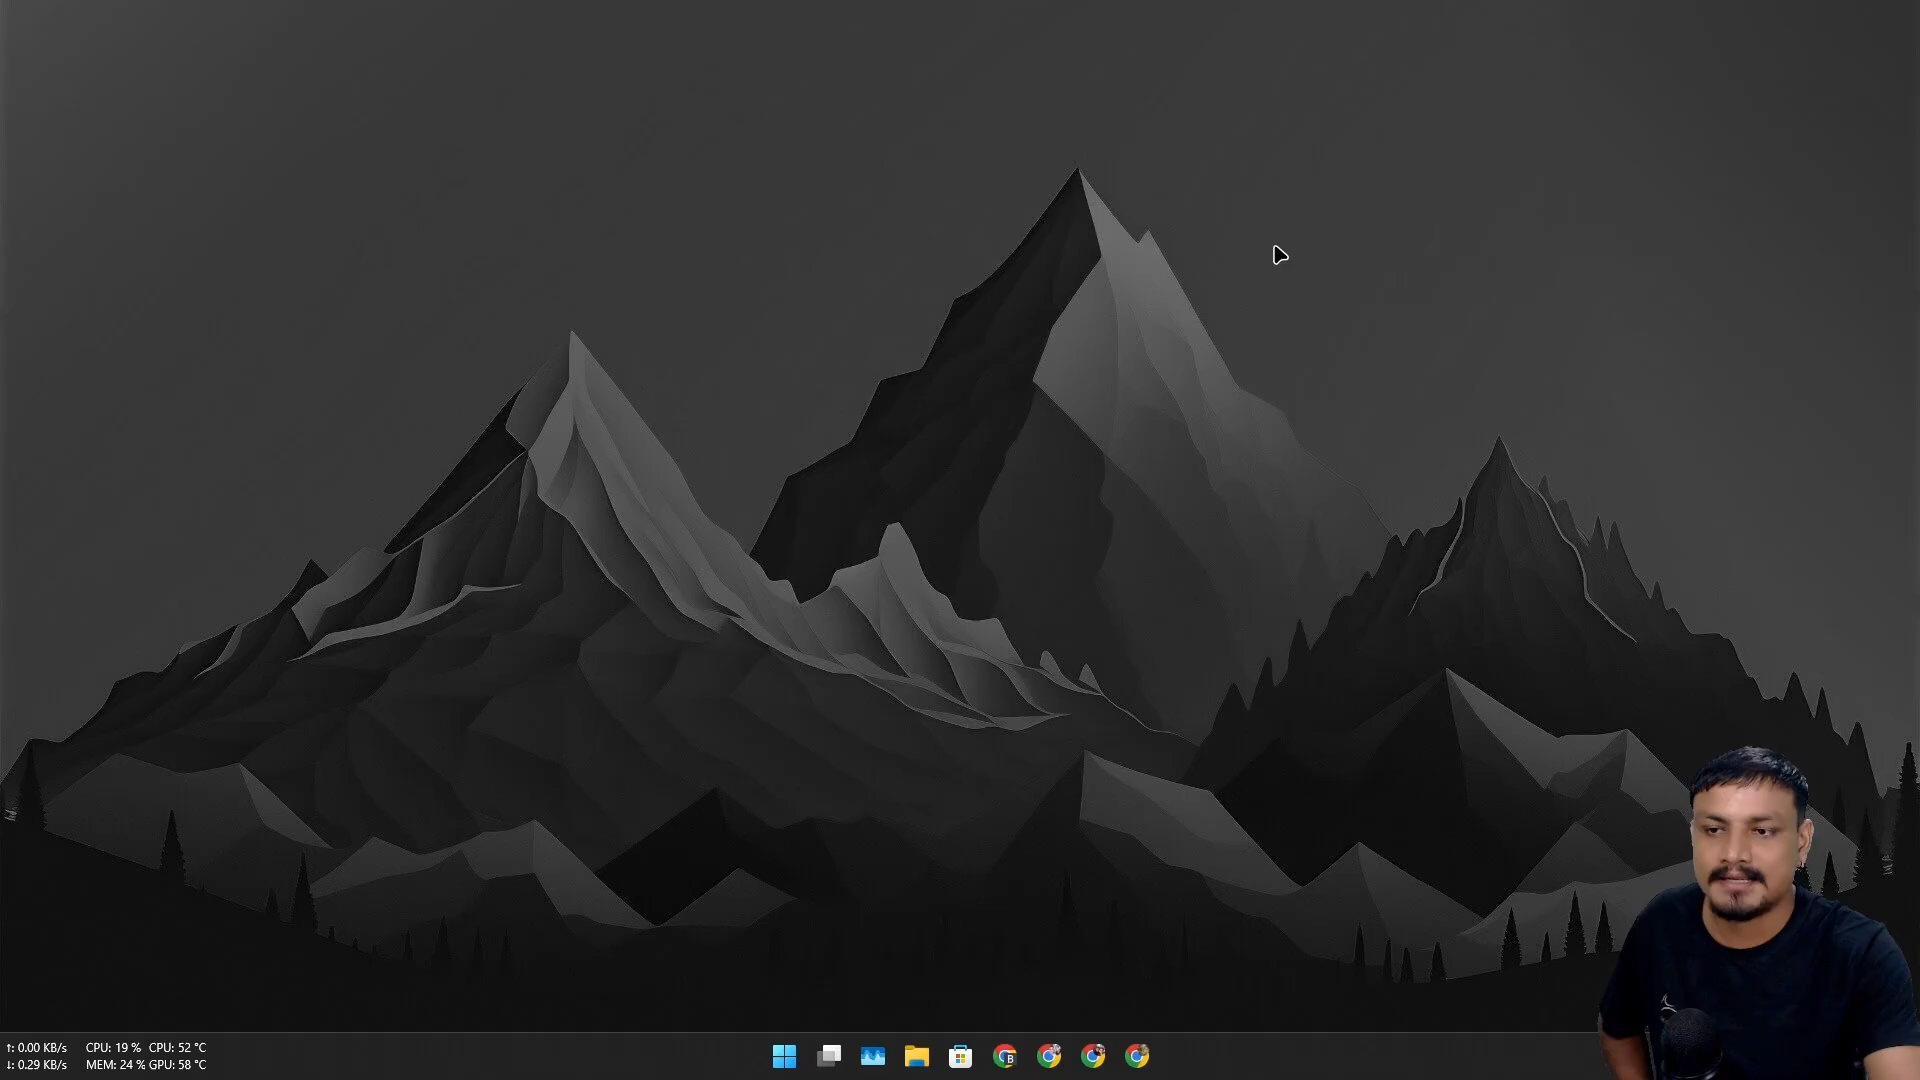 ↑: 0.00 KB/s CPU: 19 % CPU: 52 °C
↓: 0.29 KB/s MEM: 24 % GPU: 58 °C
B